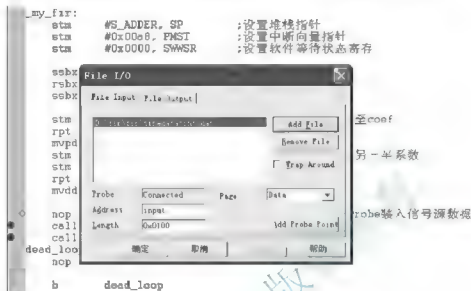 _my_fir:
stm #S_ADDER, SP ;设置堆栈指针
stm #0x00a8, PMST ;设置中断向量指针
stm #0x0000, SWWSR ;设置软件等待状态寄存
ssbx
rsbx
ssbx
File I/O
File Input File Output
stm 至coef
rpt
mvpd
stm 另一半系数
stm
rpt
mvdd
Add File
Remove File
Wrap Around
Probe Connected Page Data
Address input
Length 0x0100 Add Probe Point
nop robe输入信号源数据
call
call
dead_loo
确定 取消 帮助
nop
b dead_loop